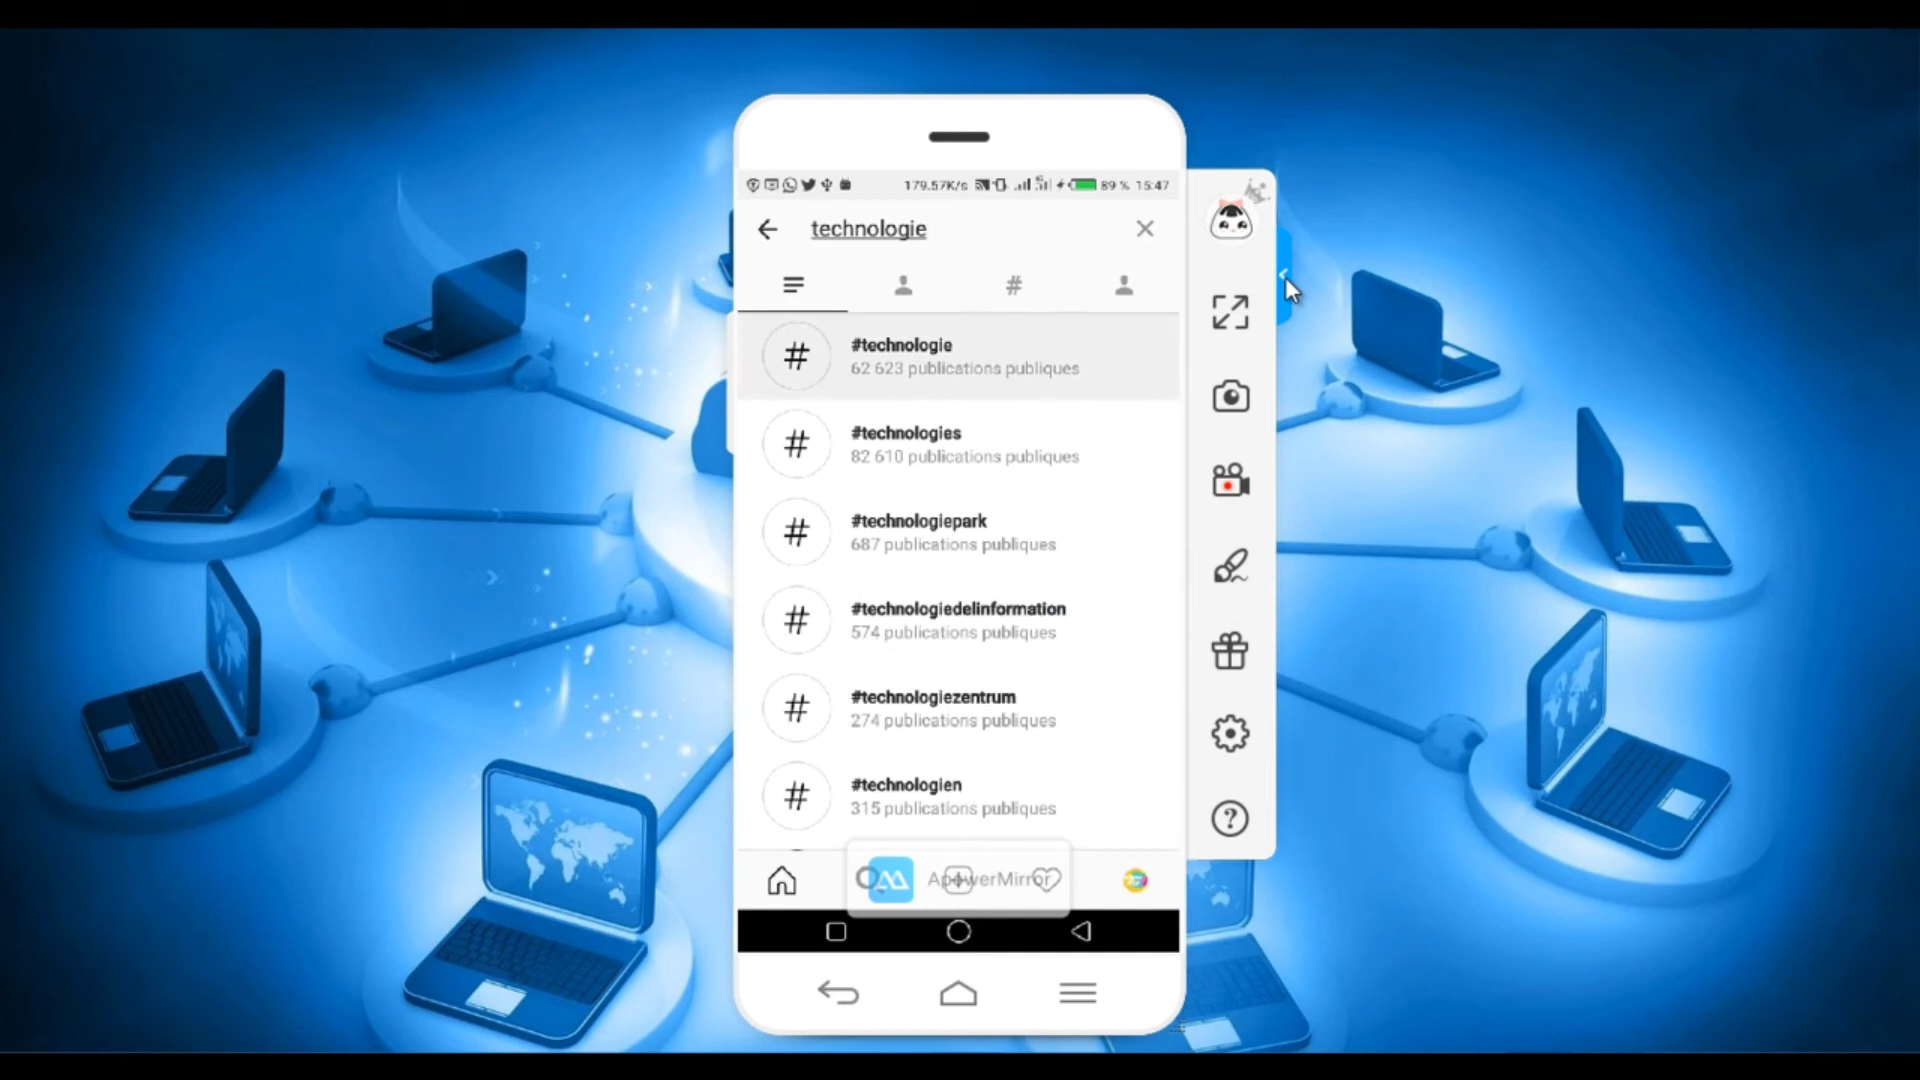 179.57K/s 89 % 15:47
technologie
#technologie
62 623 publications publiques
#technologies
82 610 publications publiques
#technologiepark
687 publications publiques
#technologiedelinformation
574 publications publiques
#technologiezentrum
274 publications publiques
#technologien
315 publications publiques
ApowerMirror